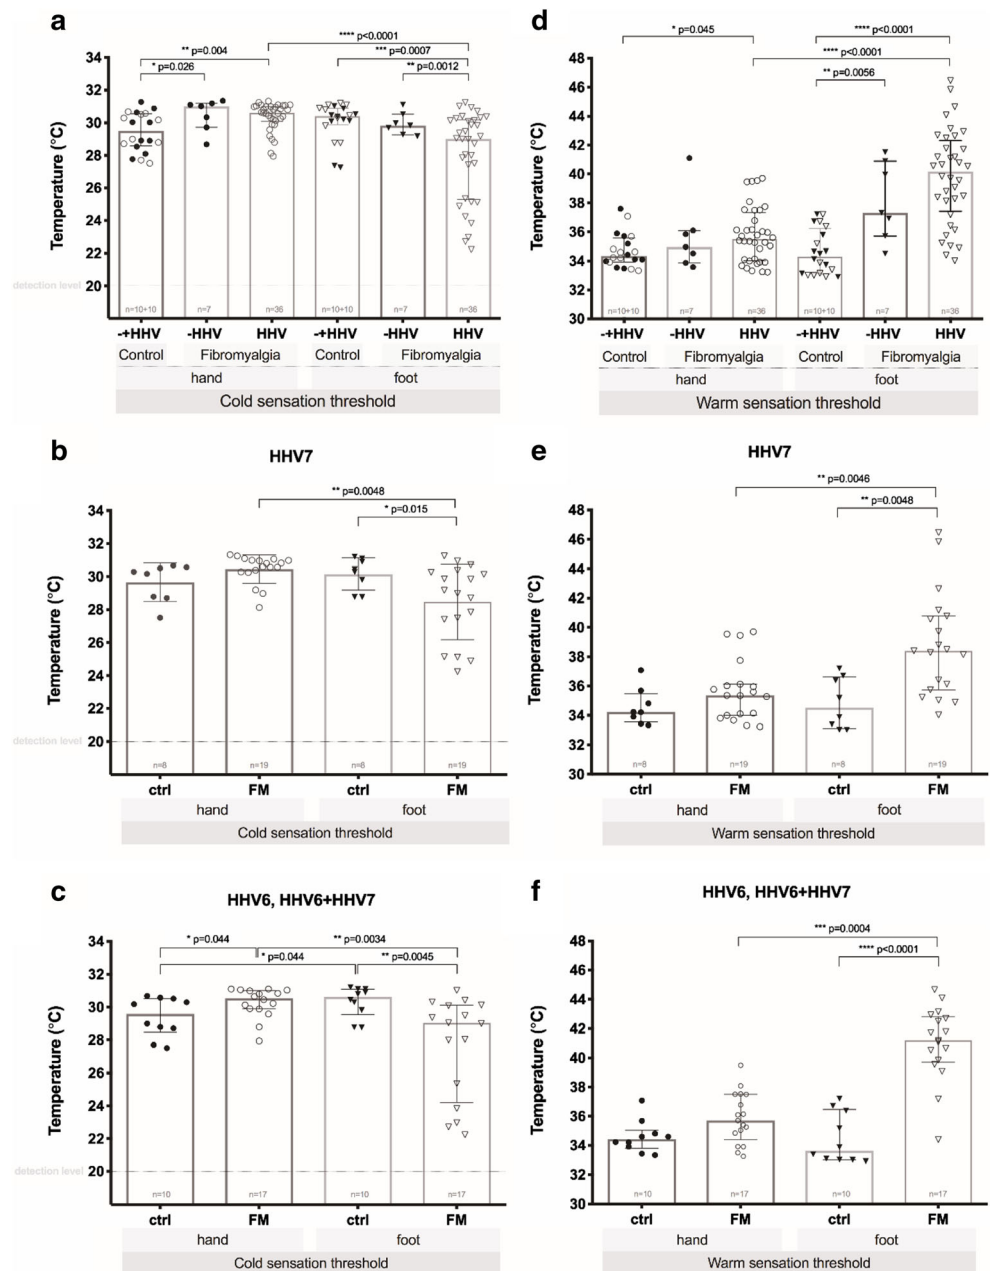 a
**** p<0.0001
** p=0.004
*** p=0.0007
* p=0.026
** p=0.0012
Temperature (°C)
34
32
30
28
26
24
22
20
detection level
n=10+10 n=7 n=36 n=10+10 n=7 n=36
-+HHV -HHV HHV -+HHV -HHV HHV
Control Fibromyalgia Control Fibromyalgia
hand foot
Cold sensation threshold
d
* p=0.045
**** p<0.0001
**** p<0.0001
** p=0.0056
Temperature (°C)
48
46
44
42
40
38
36
34
32
30
n=10+10 n=7 n=36 n=10+10 n=7 n=36
-+HHV -HHV HHV -+HHV -HHV HHV
Control Fibromyalgia Control Fibromyalgia
hand foot
Warm sensation threshold
b
HHV7
** p=0.0048
* p=0.015
Temperature (°C)
34
32
30
28
26
24
22
20
detection level
n=8 n=19 n=8 n=19
ctrl FM ctrl FM
hand foot
Cold sensation threshold
e
HHV7
** p=0.0046
** p=0.0048
Temperature (°C)
48
46
44
42
40
38
36
34
32
30
n=8 n=19 n=8 n=19
ctrl FM ctrl FM
hand foot
Warm sensation threshold
c
HHV6, HHV6+HHV7
* p=0.044 ** p=0.0034
* p=0.044 ** p=0.0045
Temperature (°C)
34
32
30
28
26
24
22
20
detection level
n=10 n=17 n=10 n=17
ctrl FM ctrl FM
hand foot
Cold sensation threshold
f
HHV6, HHV6+HHV7
*** p=0.0004
**** p<0.0001
Temperature (°C)
48
46
44
42
40
38
36
34
32
30
n=10 n=17 n=10 n=17
ctrl FM ctrl FM
hand foot
Warm sensation threshold